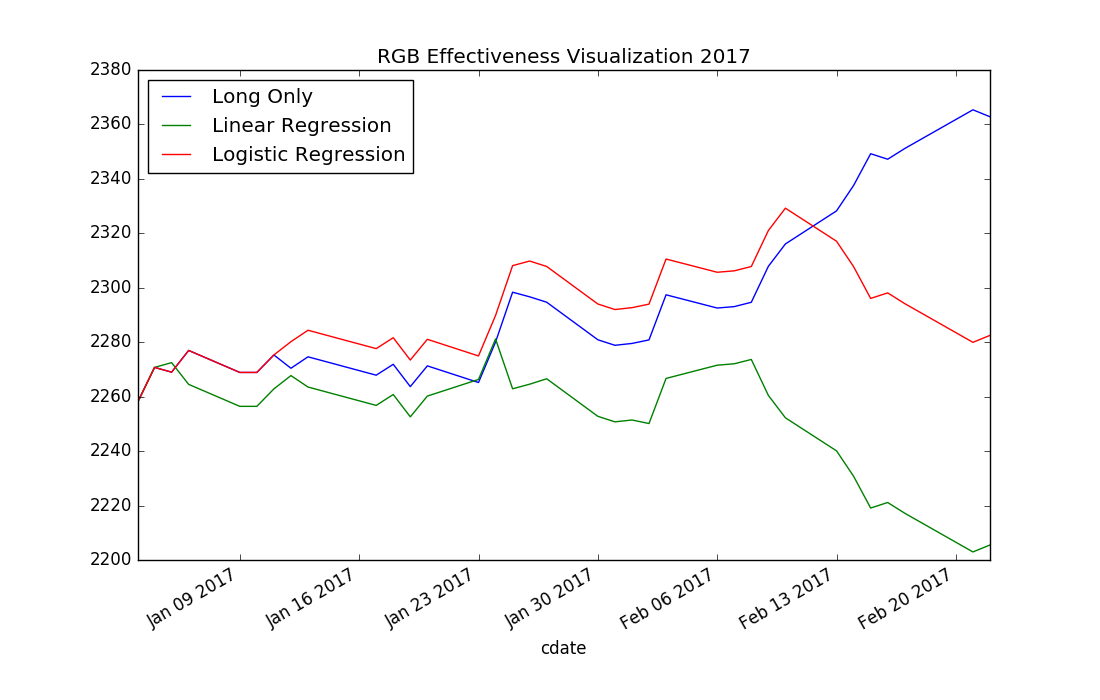 RGB Effectiveness Visualization 2017
2380
2360
2340
2320
2300
2280
2260
2240
2220
2200
Long Only
Linear Regression
Logistic Regression
Jan 09 2017
Jan 16 2017
Jan 23 2017
Jan 30 2017
Feb 06 2017
Feb 13 2017
Feb 20 2017
cdate